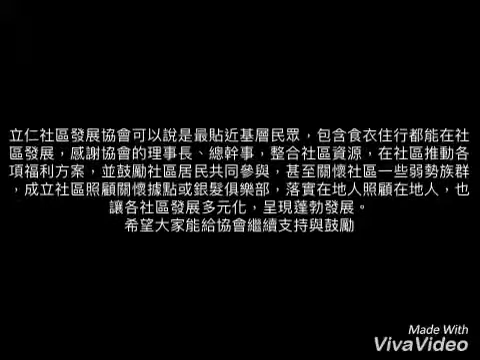 立仁社區發展協會可以說是最貼近基層民眾，包含食衣住行都能在社
區發展，感謝協會的理事長、總幹事，整合社區資源，在社區推動各
項福利方案，並鼓勵社區居民共同參與，甚至關懷社區一些弱勢族群
，成立社區照顧關懷據點或銀髮俱樂部，落實在地人照顧在地人，也
讓各社區發展多元化，呈現蓬勃發展。
希望大家能給協會繼續支持與鼓勵
Made With
VivaVideo